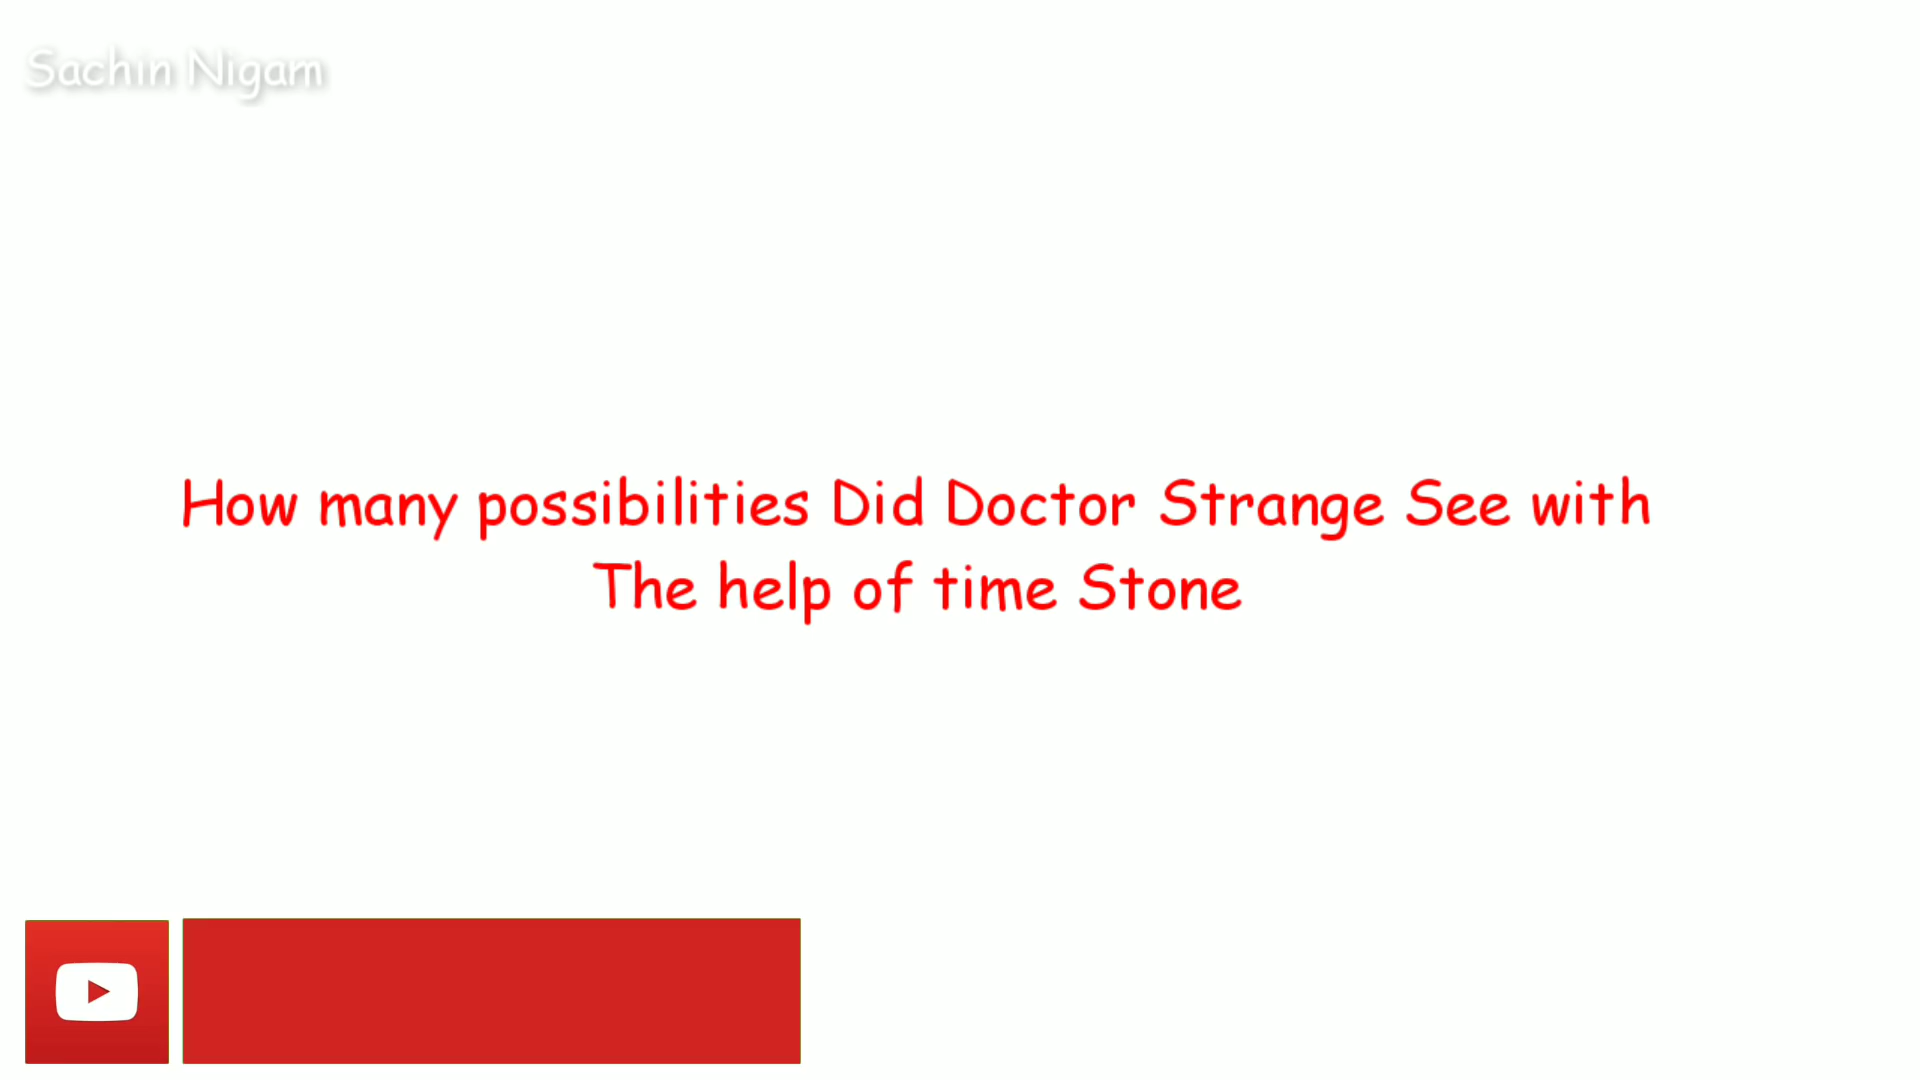 Sachin Nigam
How many possibilities Did Doctor Strange See with
The help of time Stone